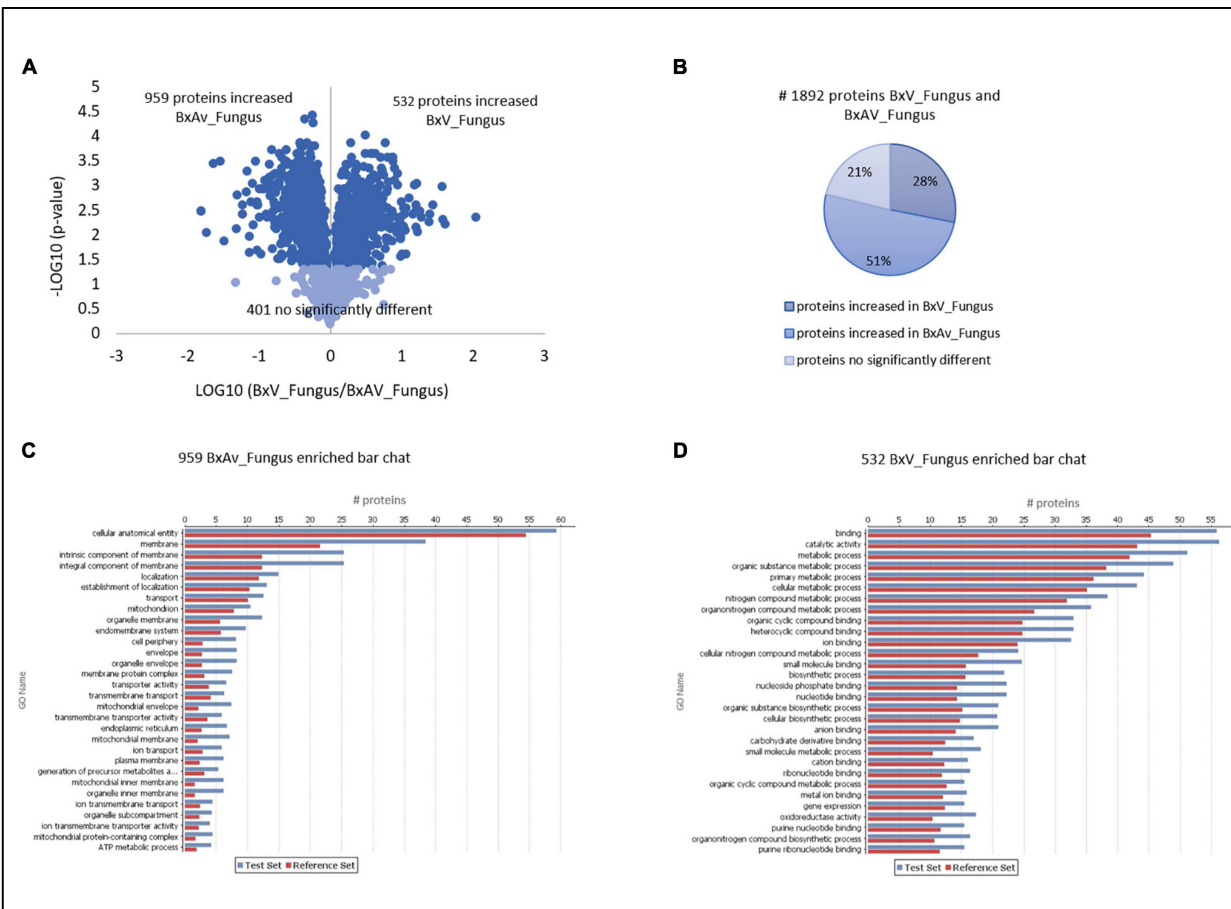 A
959 proteins increased
BxAv_Fungus
532 proteins increased
BxV_Fungus
5
4.5
4
3.5
3
2.5
2
1.5
1
0.5
0
-LOG10 (p-value)
401 no significantly different
-3 -2 -1 0 1 2 3
LOG10 (BxV_Fungus/BxAV_Fungus)
B
# 1892 proteins BxV_Fungus and
BxAV_Fungus
21%
28%
51%
proteins increased in BxV_Fungus
proteins increased in BxAv_Fungus
proteins no significantly different
C
959 BxAv_Fungus enriched bar chat
# proteins
0 5 10 15 20 25 30 35 40 45 50 55 60
GO Name
cellular anatomical entity
membrane
intrinsic component of membrane
integral component of membrane
localization
establishment of localization
transport
mitochondrion
organelle membrane
endomembrane system
cell periphery
envelope
organelle envelope
membrane protein complex
transporter activity
transmembrane transport
mitochondrial envelope
transmembrane transporter activity
endoplasmic reticulum
mitochondrial membrane
ion transport
plasma membrane
generation of precursor metabolites a...
mitochondrial inner membrane
organelle inner membrane
ion transmembrane transport
organelle subcompartment
ion transmembrane transporter activity
mitochondrial protein-containing complex
ATP metabolic process
Test Set Reference Set
D
532 BxV_Fungus enriched bar chat
# proteins
0 5 10 15 20 25 30 35 40 45 50 55
GO Name
binding
catalytic activity
metabolic process
organic substance metabolic process
primary metabolic process
cellular metabolic process
nitrogen compound metabolic process
organonitrogen compound metabolic process
organic cyclic compound binding
heterocyclic compound binding
ion binding
cellular nitrogen compound metabolic process
small molecule binding
biosynthetic process
nucleoside phosphate binding
nucleotide binding
organic substance biosynthetic process
cellular biosynthetic process
anion binding
carbohydrate derivative binding
small molecule metabolic process
cation binding
ribonucleotide binding
organic cyclic compound metabolic process
metal ion binding
gene expression
oxidoreductase activity
purine nucleotide binding
organonitrogen compound biosynthetic process
purine ribonucleotide binding
Test Set Reference Set